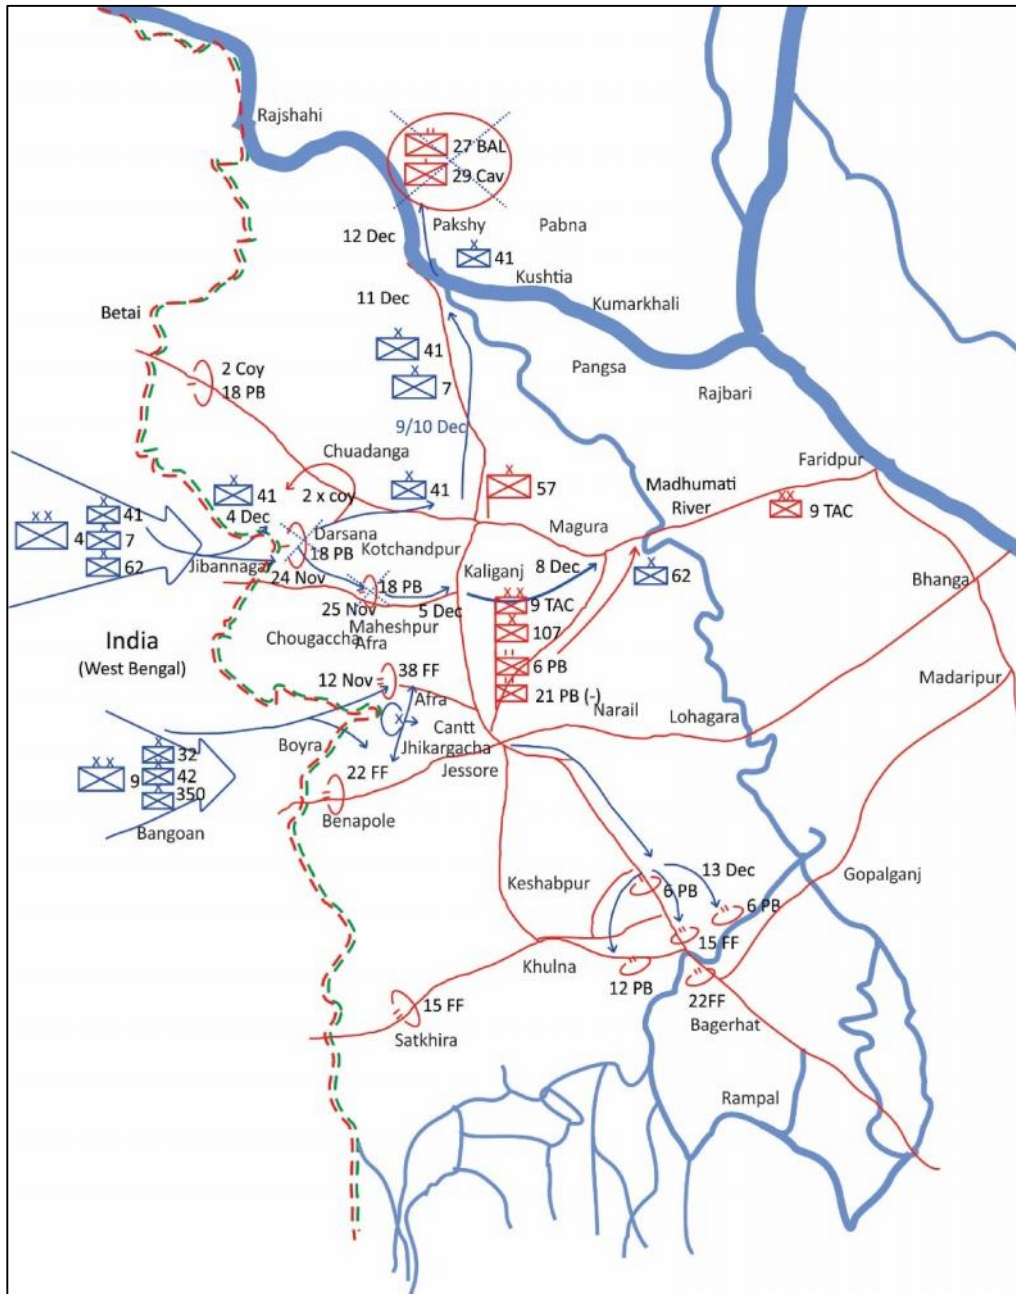 Rajshahi
27 BAL
29 Cav
12 Dec
Pakshy
Pabna
41
Kushtia
11 Dec
Kumarkhali
Betai
41
2 Coy
18 PB
7
Pangsa
Rajbari
9/10 Dec
Chuadanga
Faridpur
41
4 Dec
2 x coy
41
57
Madhumati
River
9 TAC
41
4
7
62
Darsana
18 PB
Kotchandpur
Magura
Jibannagar
24 Nov
18 PB
Kaliganj
8 Dec
62
Bhanga
25 Nov
Maheshpur
5 Dec
9 TAC
107
India
(West Bengal)
Chougaccha
Afra
6 PB
21 PB (-)
12 Nov
38 FF
Afra
Narail
Lohagara
Madaripur
Boyra
Cantt
Jhikargacha
Jessore
9
32
42
350
Bangoan
22 FF
Benapole
13 Dec
Keshabpur
6 PB
6 PB
Gopalganj
15 FF
Khulna
12 PB
22FF
15 FF
Satkhira
Bagerhat
Rampal